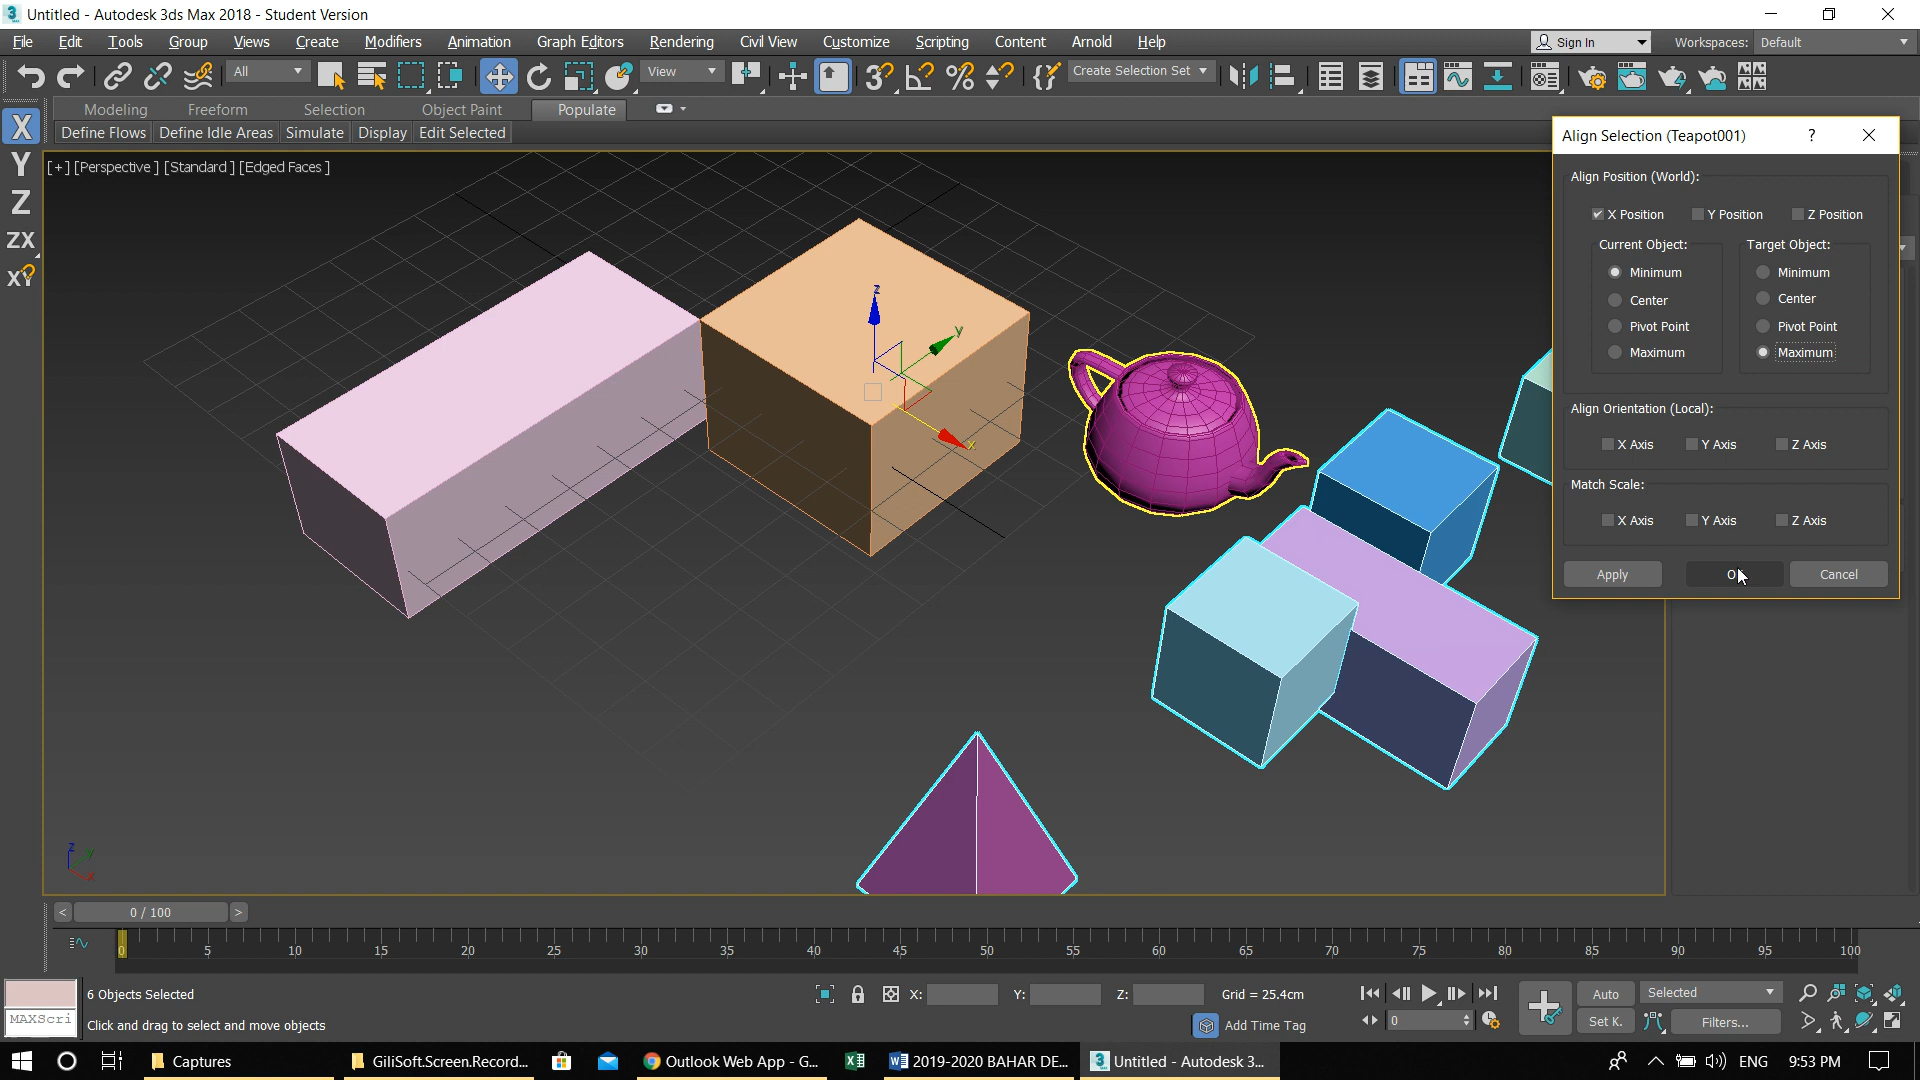 3 Untitled - Autodesk 3ds Max 2018 - Student Version
File Edit Tools Group Views Create Modifiers Animation Graph Editors Rendering Civil View Customize Scripting Content Arnold Help
Sign In Workspaces: Default
All View Create Selection Set
Modeling Freeform Selection Object Paint Populate
Define Flows Define Idle Areas Simulate Display Edit Selected
X
Y
Z
ZX
XY
[+] [Perspective ] [Standard ] [Edged Faces ]
z
y
x
Align Selection (Teapot001) ?
Align Position (World):
X Position Y Position Z Position
Current Object: Target Object:
Minimum Minimum
Center Center
Pivot Point Pivot Point
Maximum Maximum
Align Orientation (Local):
X Axis Y Axis Z Axis
Match Scale:
X Axis Y Axis Z Axis
Apply Cancel
z
y
x
< 0 / 100 >
0 5 10 15 20 25 30 35 40 45 50 55 60 65 70 75 80 85 90 95 100
6 Objects Selected X: Y: Z: Grid = 25.4cm Auto Selected
MAXScri Click and drag to select and move objects Add Time Tag 0 Set K. Filters...
Captures GiliSoft.Screen.Record... Outlook Web App - G... 2019-2020 BAHAR DE... Untitled - Autodesk 3... ENG 9:53 PM